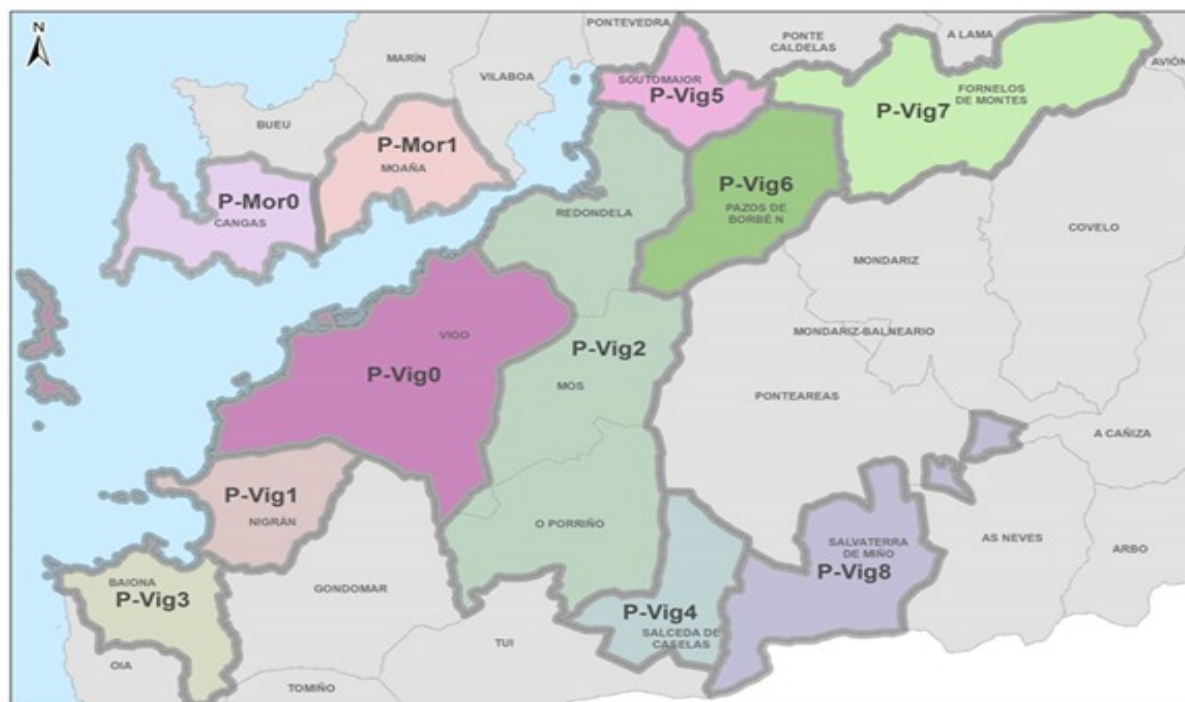 N
PONTEVEDRA
PONTE
CALDELAS
A LAMA
AVIÓN
MARÍN
VILABOA
SOUTOMAIOR
P-Vig5
FORNELOS
DE MONTES
P-Vig7
BUEU
P-Mor1
MOAÑA
P-Vig6
PAZOS DE
BORBÉ N
P-Mor0
CANGAS
REDONDELA
COVELO
MONDARIZ
VIGO
MONDARIZ-BALNEARIO
P-Vig2
P-Vig0
MOS
PONTEAREAS
A CAÑIZA
P-Vig1
NIGRÁN
O PORRIÑO
SALVATERRA
DE MIÑO
P-Vig8
AS NEVES
ARBO
BAIONA
P-Vig3
GONDOMAR
P-Vig4
SALCEDA DE
CASELAS
TUI
OIA
TOMIÑO